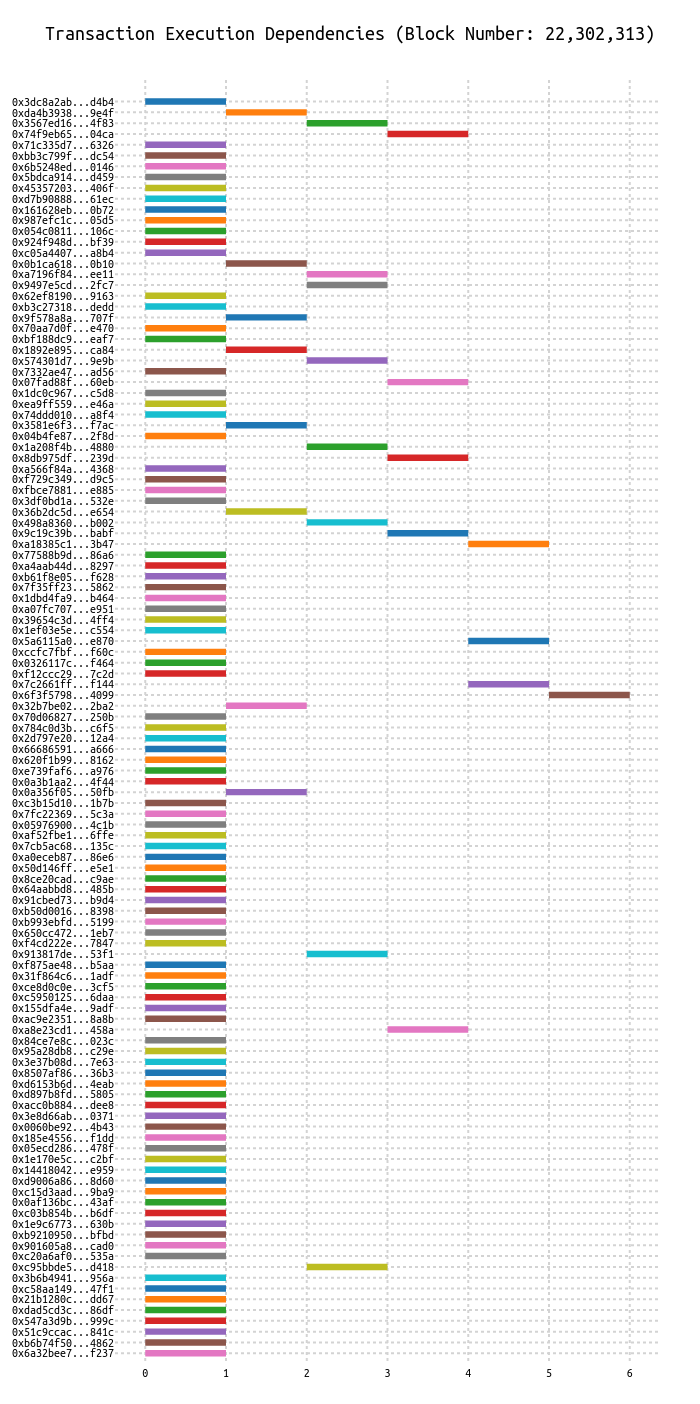 Transaction Execution Dependencies (Block Number: 22,302,313)
0x3dc8a2ab...d4b4
0xda4b3938...9e4f
0x3567ed16...4f83
0x74f9eb65...04ca
0x71c335d7...6326
0xbb3c799f...dc54
0x6b5248ed...0146
0x5bdca914...d459
0x45357203...406f
0xd7b90888...61ec
0x161628eb...0b72
0x987efc1c...05d5
0x054c0811...106c
0x924f948d...bf39
0xc05a4407...a8b4
0x0b1ca618...0b10
0xa7196f84...ee11
0x9497e5cd...2fc7
0x62ef8190...9163
0xb3c27318...dedd
0x9f578a8a...707f
0x70aa7d0f...e470
0xbf188dc9...eaf7
0x1892e895...ca84
0x574301d7...9e9b
0x7332ae47...ad56
0x07fad88f...60eb
0x1dc0c967...c5d8
0xea9ff559...e46a
0x74ddd010...a8f4
0x3581e6f3...f7ac
0x04b4fe87...2f8d
0x1a208f4b...4880
0x8db975df...239d
0xa566f84a...4368
0xf729c349...d9c5
0xfbce7881...e885
0x3df0bd1a...532e
0x36b2dc5d...e654
0x498a8360...b002
0x9c19c39b...babf
0xa18385c1...3b47
0x77588b9d...86a6
0xa4aab44d...8297
0xb61f8e05...f628
0x7f35ff23...5862
0x1dbd4fa9...b464
0xa07fc707...e951
0x39654c3d...4ff4
0x1ef03e5e...c554
0x5a6115a0...e870
0xccfc7fbf...f60c
0x0326117c...f464
0xf12ccc29...7c2d
0x7c2661ff...f144
0x6f3f5798...4099
0x32b7be02...2ba2
0x70d06827...250b
0x784c0d3b...c6f5
0x2d797e20...12a4
0x66686591...a666
0x620f1b99...8162
0xe739faf6...a976
0x0a3b1aa2...4f44
0x0a356f05...50fb
0xc3b15d10...1b7b
0x7fc22369...5c3a
0x05976900...4c1b
0xaf52fbe1...6ffe
0x7cb5ac68...135c
0xa0eceb87...86e6
0x50d146ff...e5e1
0x8ce20cad...c9ae
0x64aabbd8...485b
0x91cbed73...b9d4
0xb50d0016...8398
0xb993ebfd...5199
0x650cc472...1eb7
0xf4cd222e...7847
0x913817de...53f1
0xf875ae48...b5aa
0x31f864c6...1adf
0xce8d0c0e...3cf5
0xc5950125...6daa
0x155dfa4e...9adf
0xac9e2351...8a8b
0xa8e23cd1...458a
0x84ce7e8c...023c
0x95a28db8...c29e
0x3e37b08d...7e63
0x8507af86...36b3
0xd6153b6d...4eab
0xd897b8fd...5805
0xacc0b884...dee8
0x3e8d66ab...0371
0x0060be92...4b43
0x185e4556...f1dd
0x05ecd286...478f
0x1e170e5c...c2bf
0x14418042...e959
0xd9006a86...8d60
0xc15d3aad...9ba9
0x0af136bc...43af
0xc03b854b...b6df
0x1e9c6773...630b
0xb9210950...bfbd
0x901605a8...cad0
0xc20a6af0...535a
0xc95bbde5...d418
0x3b6b4941...956a
0xc58aa149...47f1
0x21b1280c...dd67
0xdad5cd3c...86df
0x547a3d9b...999c
0x51c9ccac...841c
0xb6b74f50...4862
0x6a32bee7...f237
0 1 2 3 4 5 6